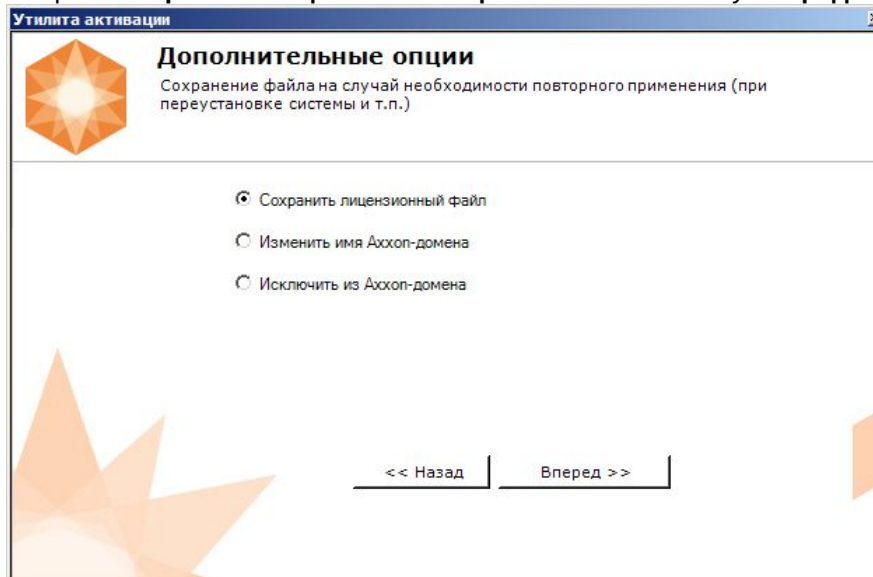 Утилита активации
Дополнительные опции
Сохранение файла на случай необходимости повторного применения (при
переустановке системы и т.п.)
Сохранить лицензионный файл
Изменить имя Axxon-домена
Исключить из Axxon-домена
<< Назад
Вперед >>